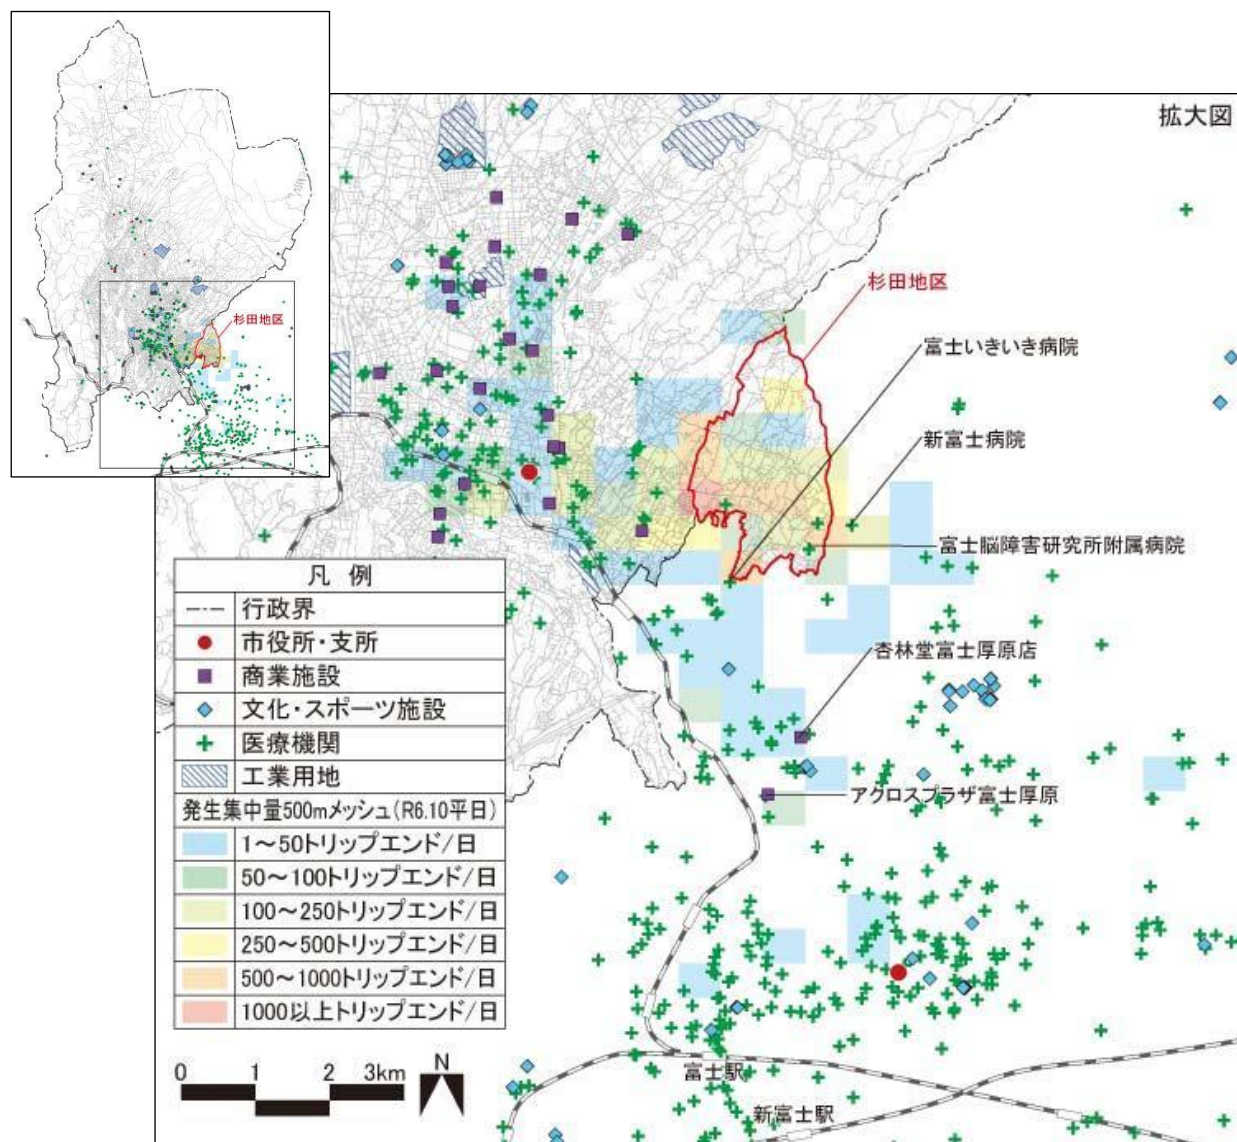 拡大図
杉田地区
杉田地区
富士いきいき病院
新富士病院
富士脳障害研究所附属病院
杏林堂富士厚原店
アクロスプラザ富士厚原
凡 例
行政界
市役所・支所
商業施設
文化・スポーツ施設
医療機関
工業用地
発生集中量500mメッシュ(R6.10平日)
1～50トリップエンド/日
50～100トリップエンド/日
100～250トリップエンド/日
250～500トリップエンド/日
500～1000トリップエンド/日
1000以上トリップエンド/日
0 1 2 3km
N
富士駅
新富士駅